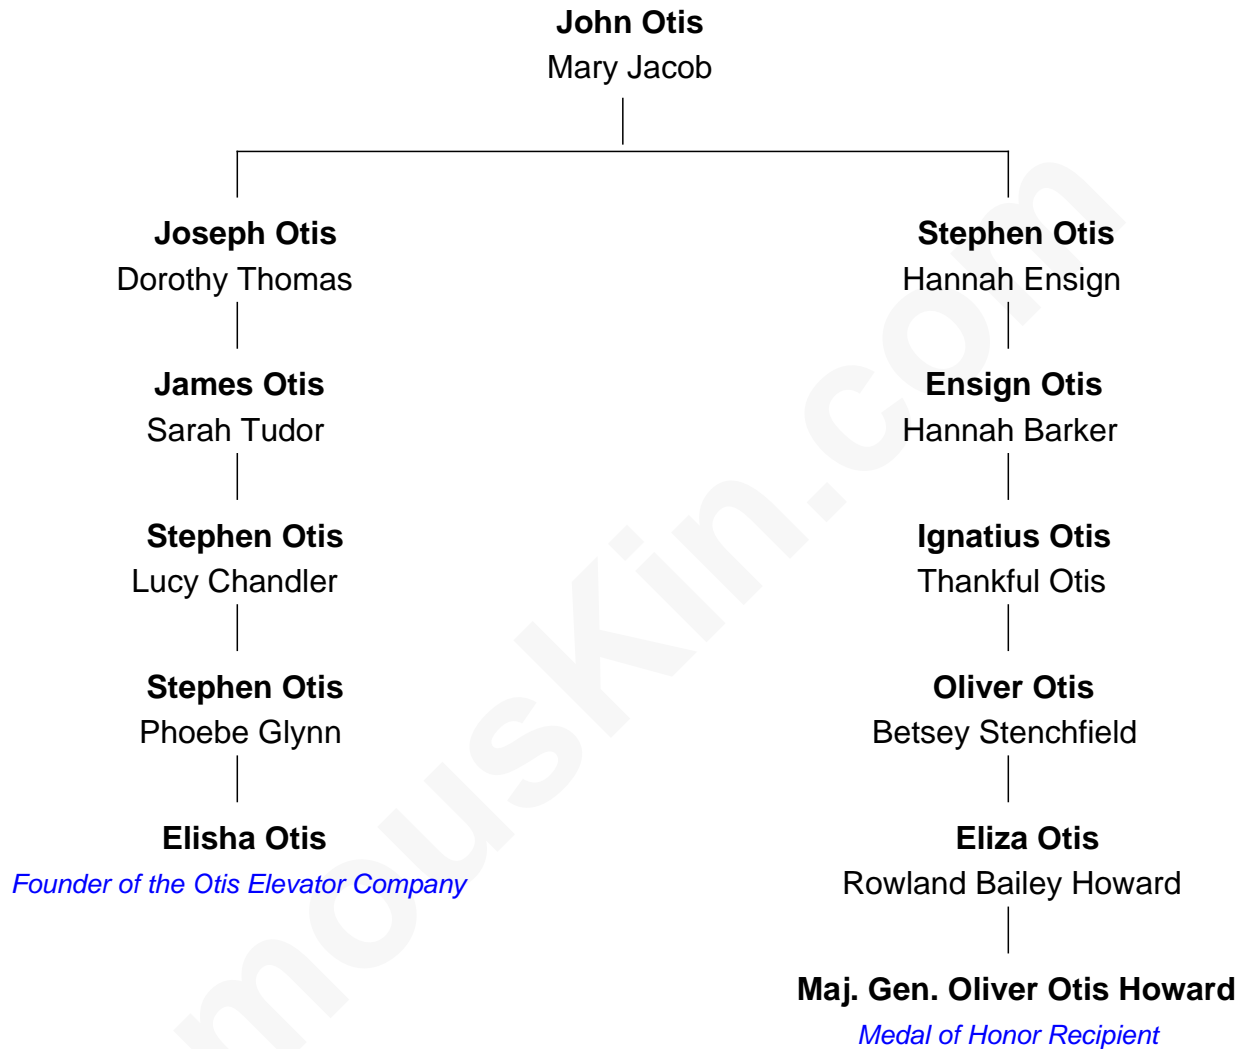 John Otis
Mary Jacob
Joseph Otis
Dorothy Thomas
Stephen Otis
Hannah Ensign
James Otis
Sarah Tudor
Ensign Otis
Hannah Barker
Stephen Otis
Lucy Chandler
Ignatius Otis
Thankful Otis
Stephen Otis
Phoebe Glynn
Oliver Otis
Betsey Stenchfield
Elisha Otis
Founder of the Otis Elevator Company
Eliza Otis
Rowland Bailey Howard
Maj. Gen. Oliver Otis Howard
Medal of Honor Recipient
mousKin.com